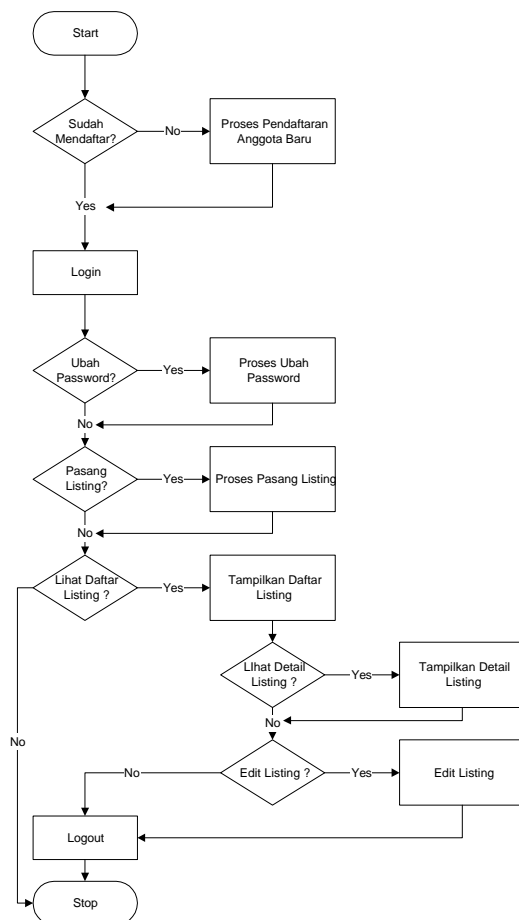 Start
Sudah
Mendaftar?
No
Proses Pendaftaran
Anggota Baru
Yes
Login
Ubah
Password?
Yes
Proses Ubah
Password
No
Pasang
Listing?
Yes
Proses Pasang Listing
No
Lihat Daftar
Listing ?
Yes
Tampilkan Daftar
Listing
LIhat Detail
Listing ?
Yes
Tampilkan Detail
Listing
No
No
Edit Listing ?
Yes
Edit Listing
No
Logout
Stop